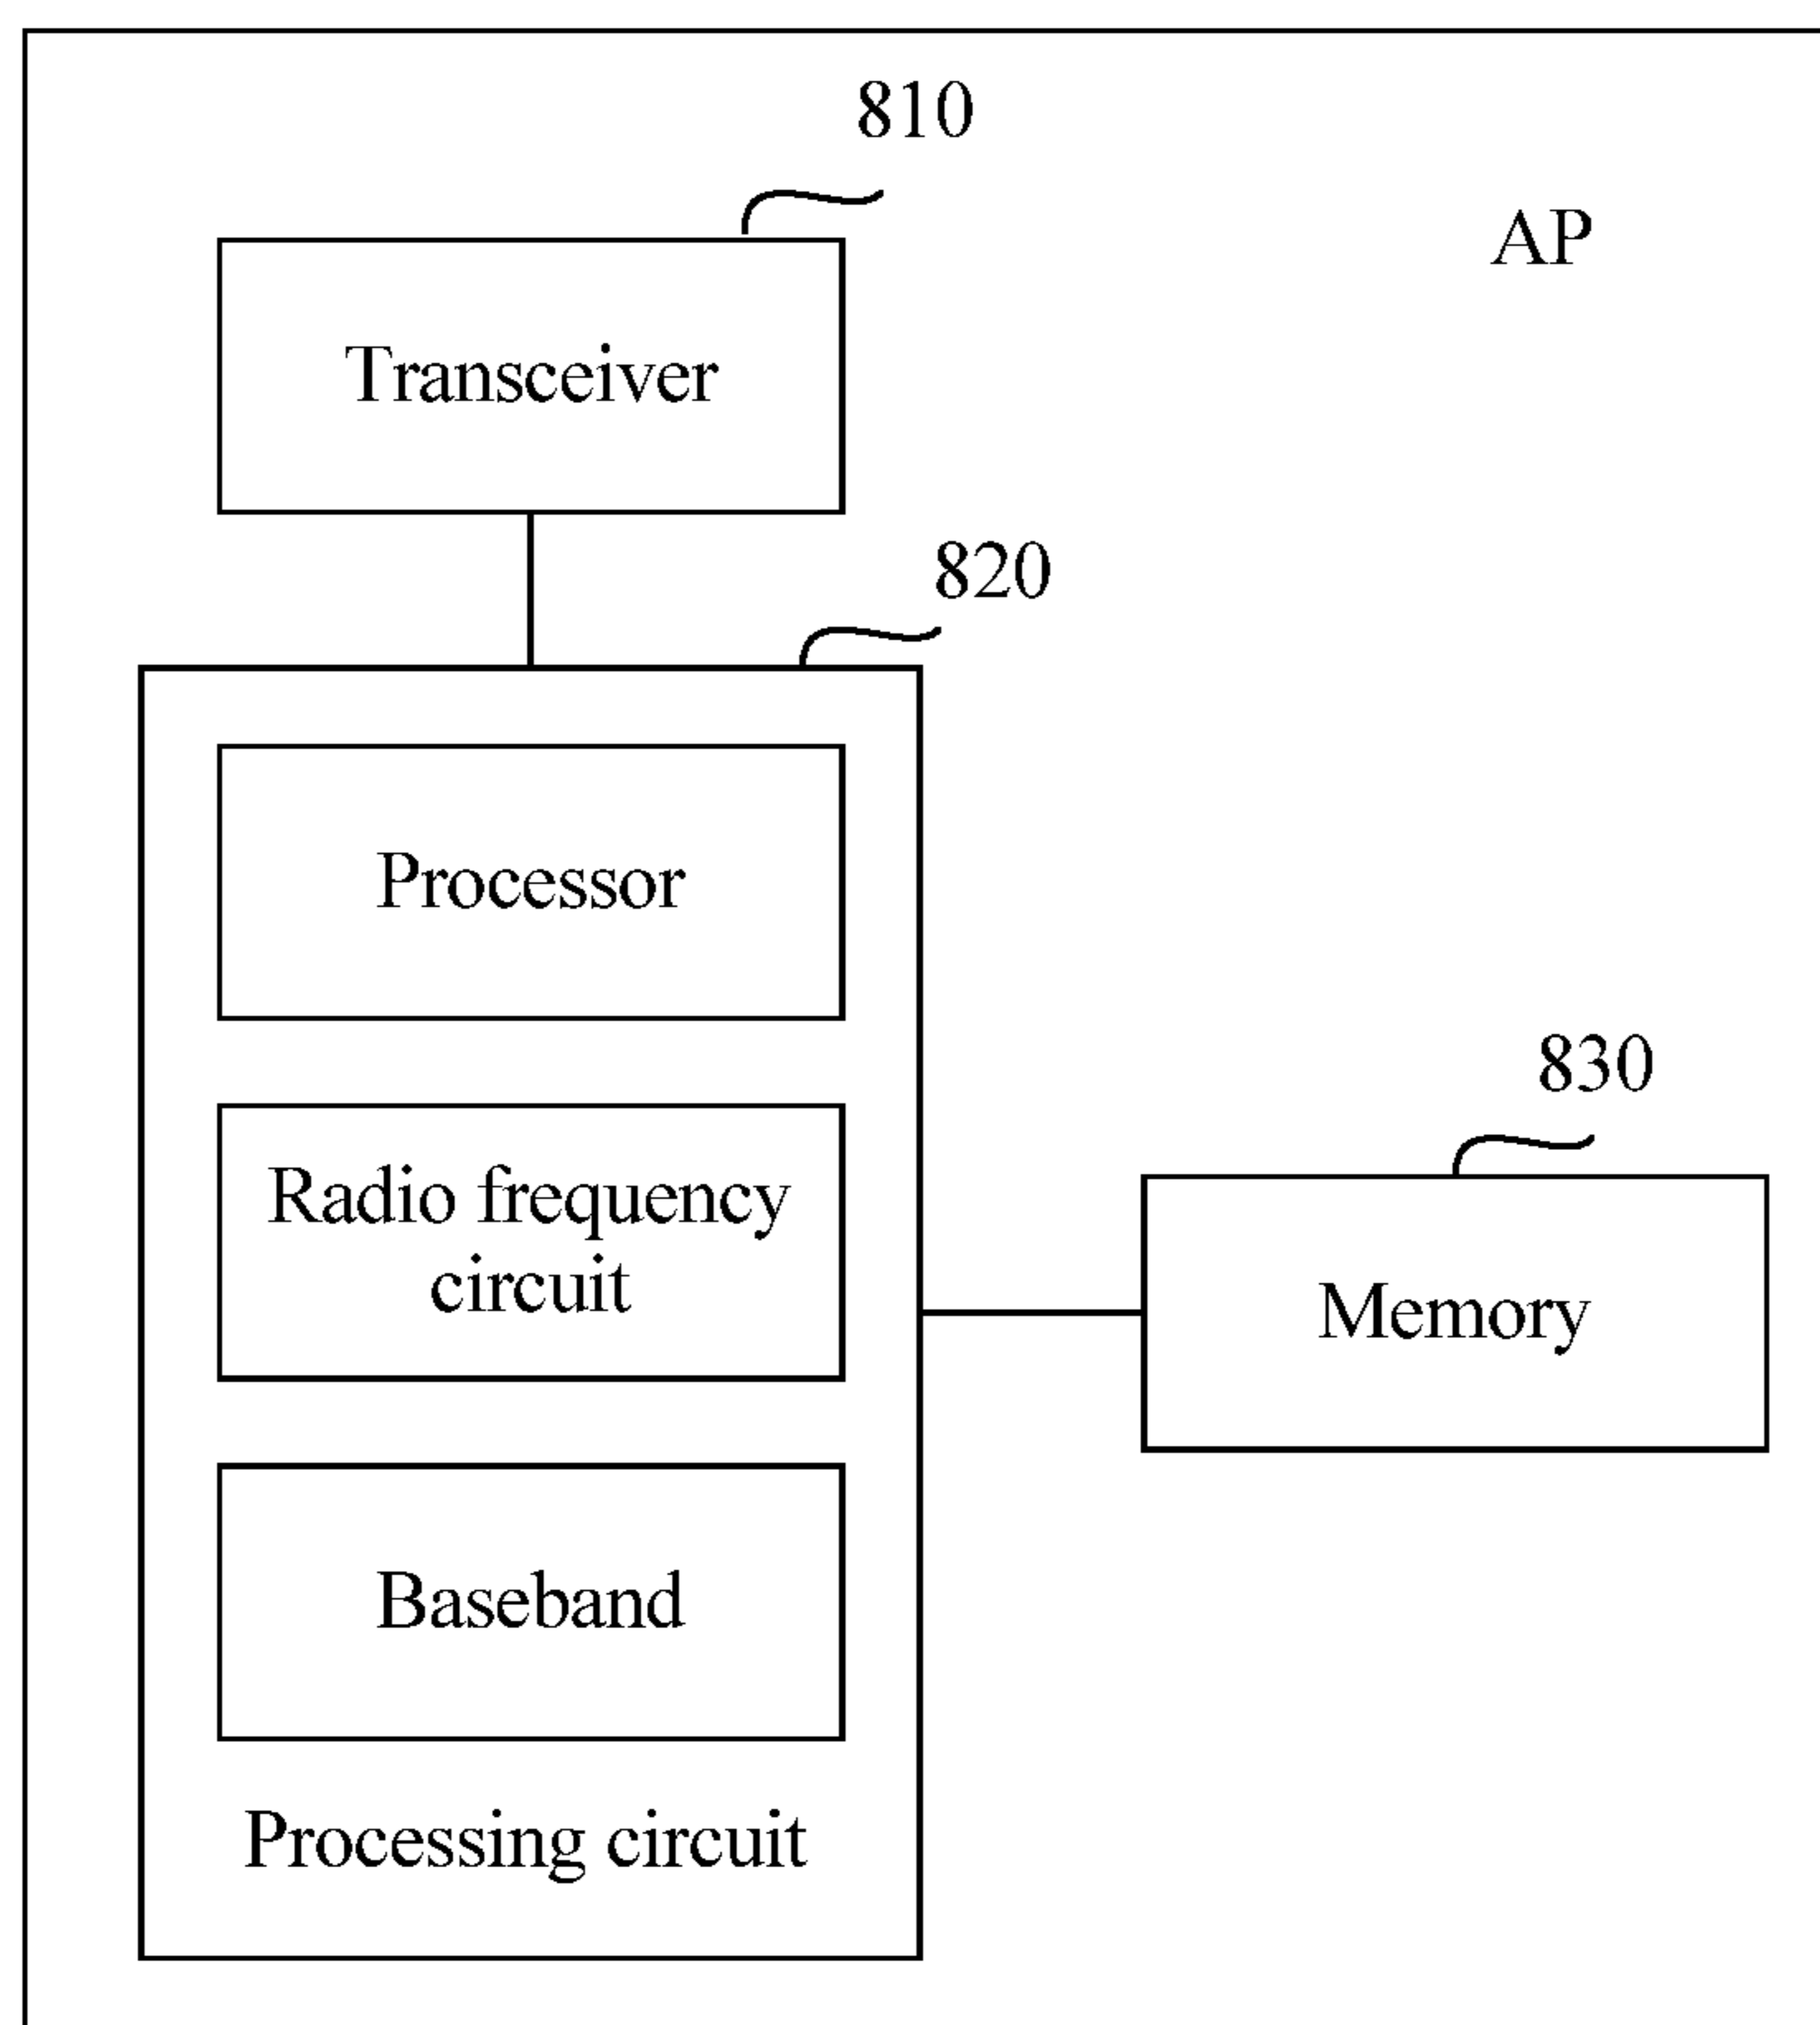 810
AP
Transceiver
820
Processor
830
Radio frequency
circuit
Memory
Baseband
Processing circuit